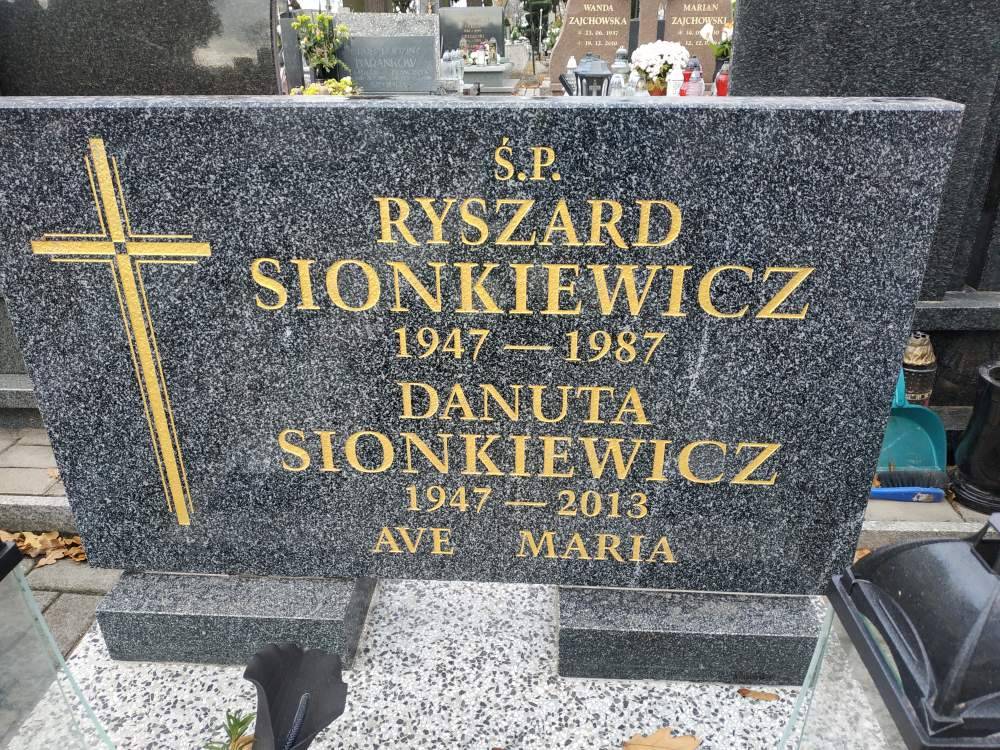 WANDA
ZAJCHOWSKA
MARIAN
ZAJCHOWSKI
Ś.P.
RYSZARD
SIONKIEWICZ
1947 — 1987
DANUTA
SIONKIEWICZ
1947 — 2013
AVE MARIA